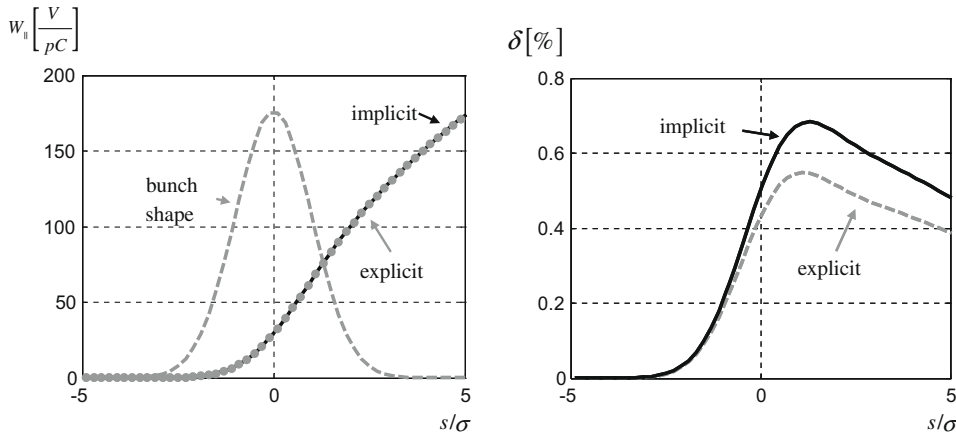 W∥[V/pC]
200
150
100
50
0
-5
0
5
s/σ
implicit
bunch
shape
explicit
δ[%]
0.8
0.6
0.4
0.2
0
-5
0
5
s/σ
implicit
explicit